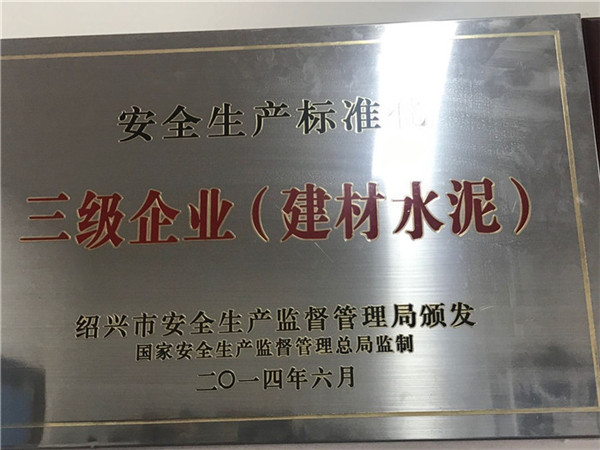 安全生产标准化
三级企业（建材水泥）
绍兴市安全生产监督管理局颁发
国家安全生产监督管理总局监制
二〇一四年六月